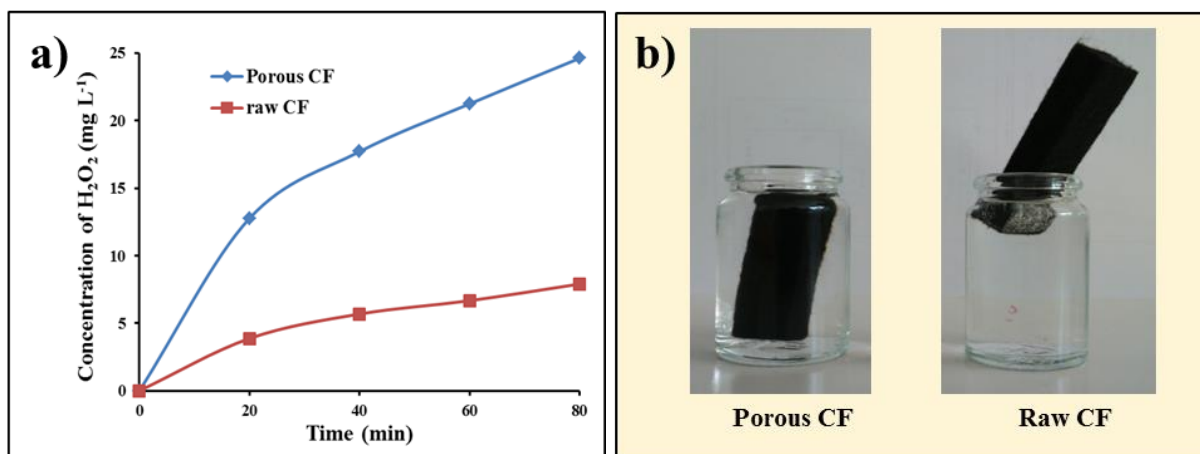 a)
Porous CF
raw CF
Concentration of H₂O₂ (mg L⁻¹)
25
20
15
10
5
0
0 20 40 60 80
Time (min)
b)
Porous CF
Raw CF